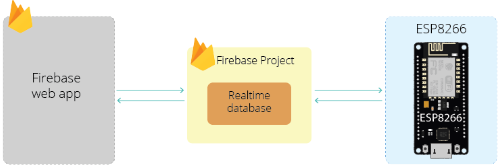 Firebase
web app
Firebase Project
Realtime
database
ESP8266
ESP8266